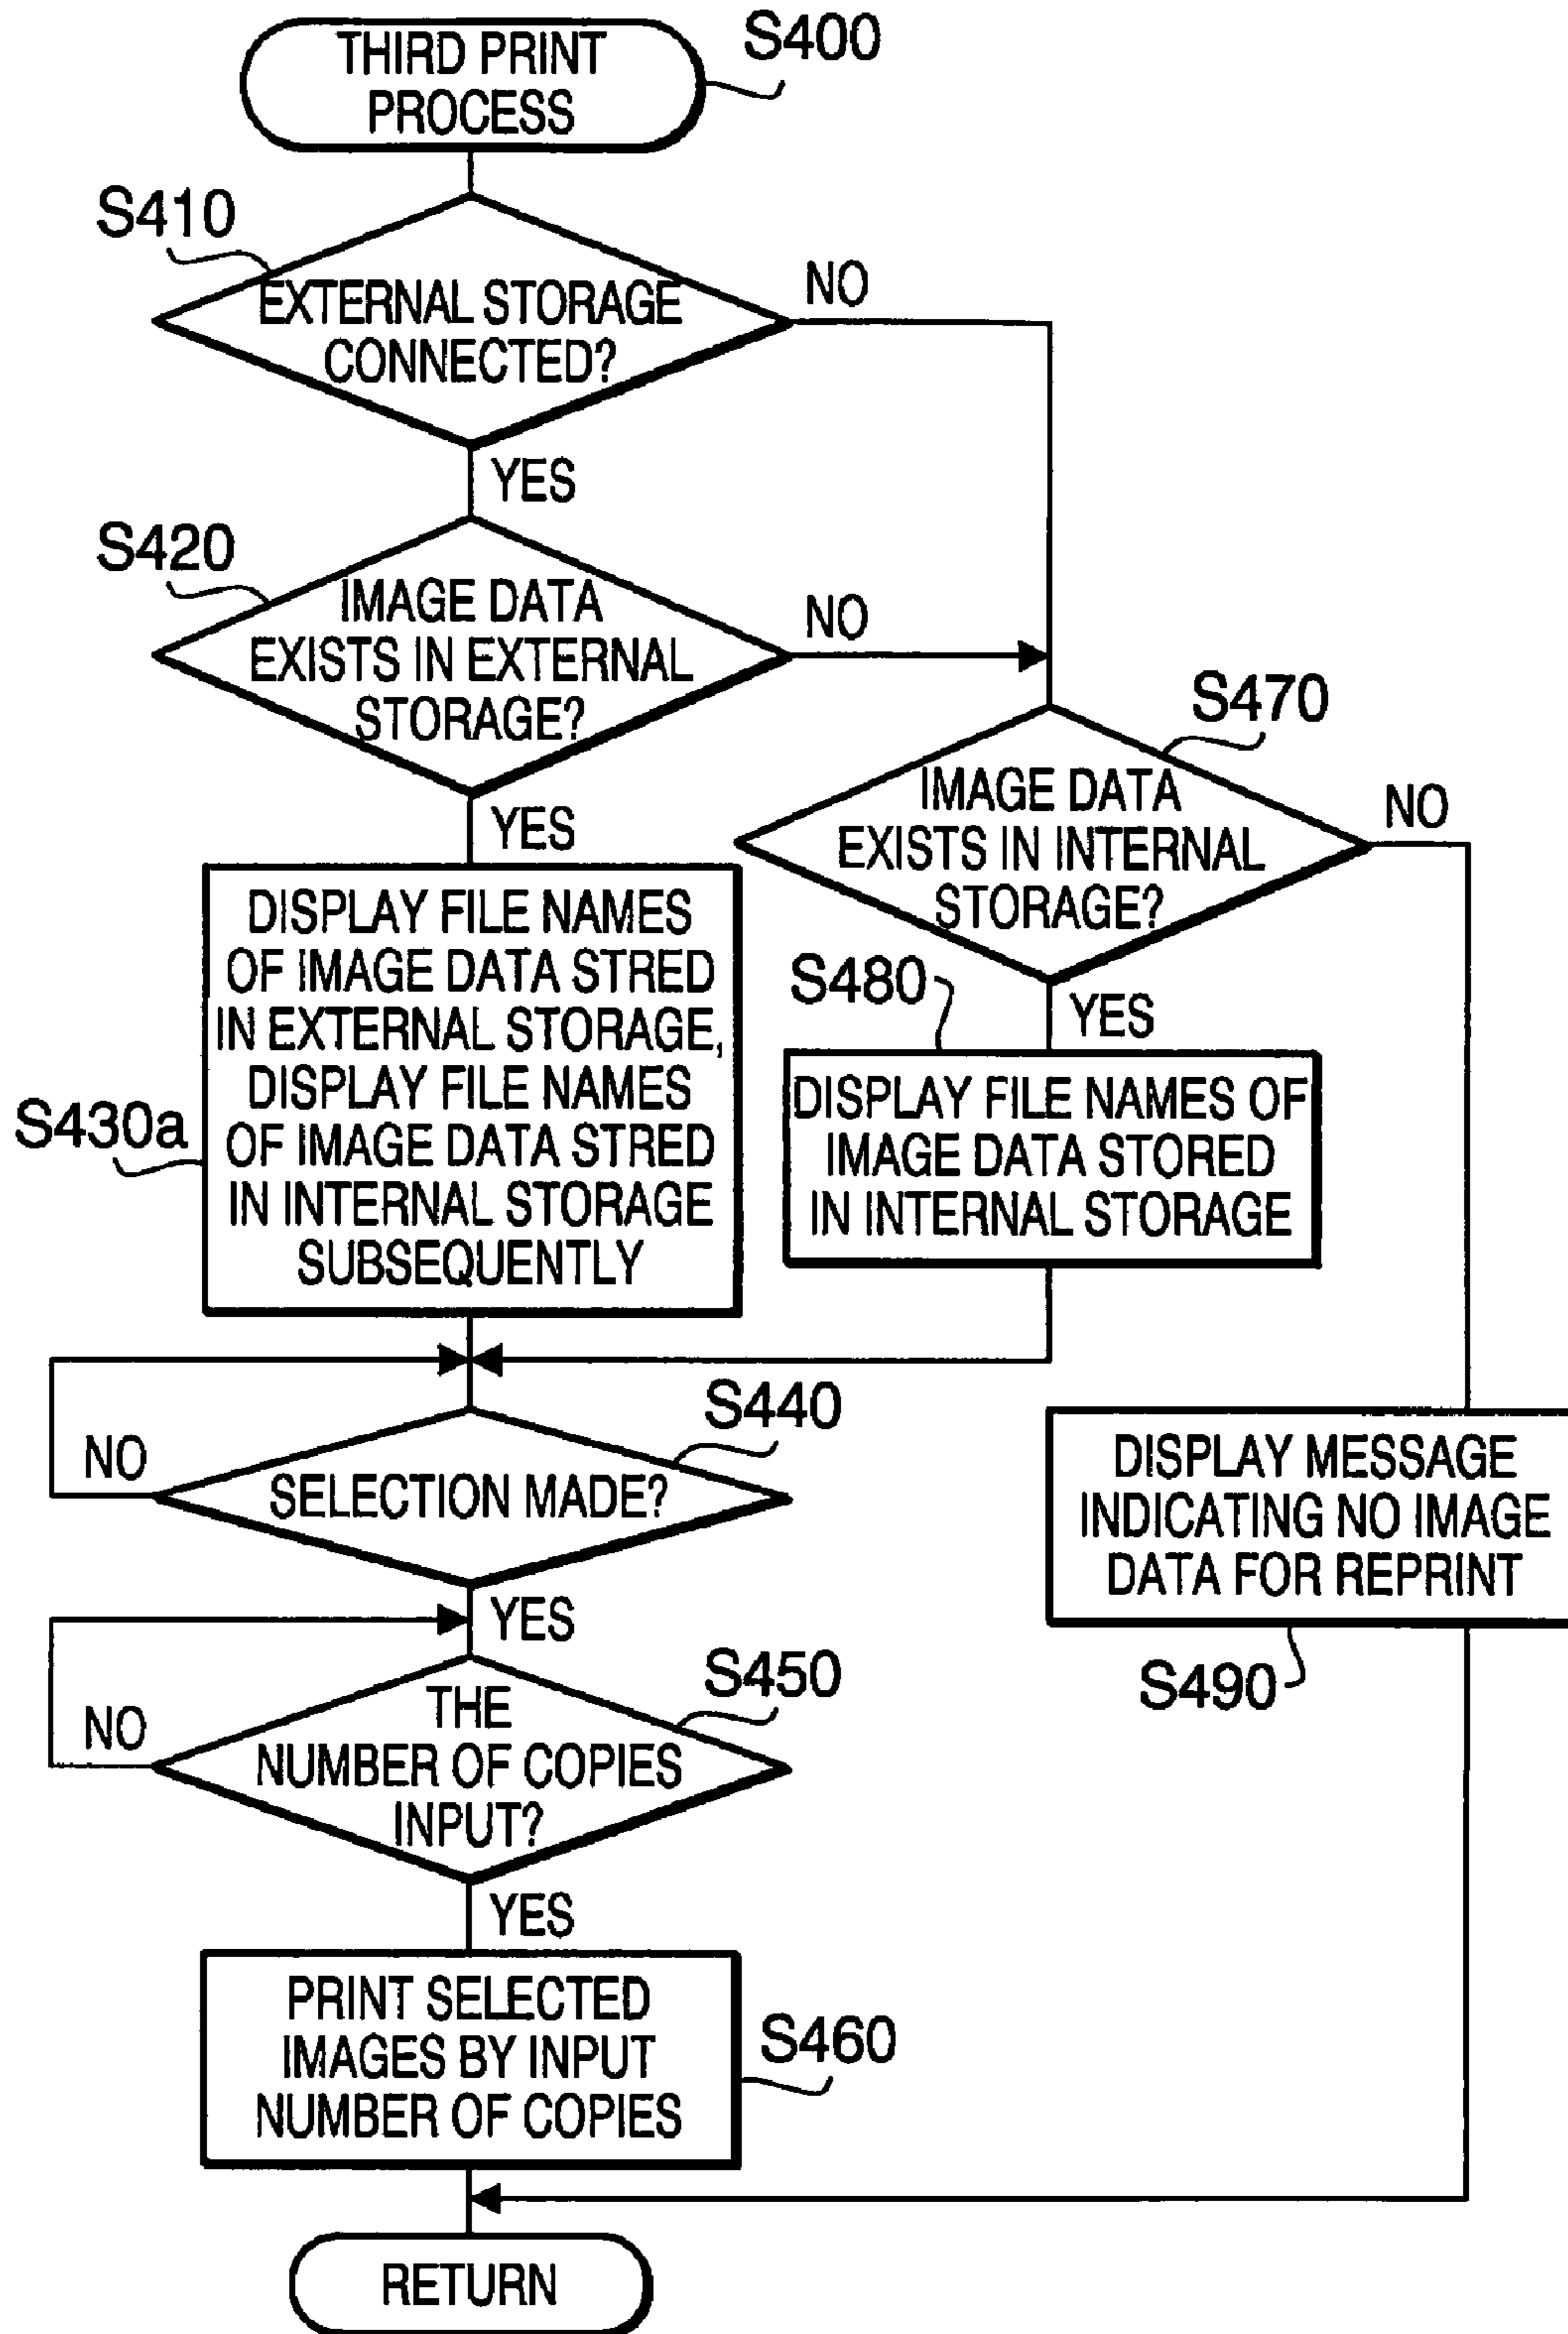 THIRD PRINT
PROCESS
S400
S410
EXTERNAL STORAGE
CONNECTED?
NO
YES
S420
IMAGE DATA
EXISTS IN EXTERNAL
STORAGE?
NO
YES
S470
IMAGE DATA
EXISTS IN INTERNAL
STORAGE?
NO
YES
S430a
DISPLAY FILE NAMES
OF IMAGE DATA STRED
IN EXTERNAL STORAGE,
DISPLAY FILE NAMES
OF IMAGE DATA STRED
IN INTERNAL STORAGE
SUBSEQUENTLY
S480
DISPLAY FILE NAMES OF
IMAGE DATA STORED
IN INTERNAL STORAGE
S440
NO
SELECTION MADE?
YES
DISPLAY MESSAGE
INDICATING NO IMAGE
DATA FOR REPRINT
S490
S450
NO
THE
NUMBER OF COPIES
INPUT?
YES
PRINT SELECTED
IMAGES BY INPUT
NUMBER OF COPIES
S460
RETURN